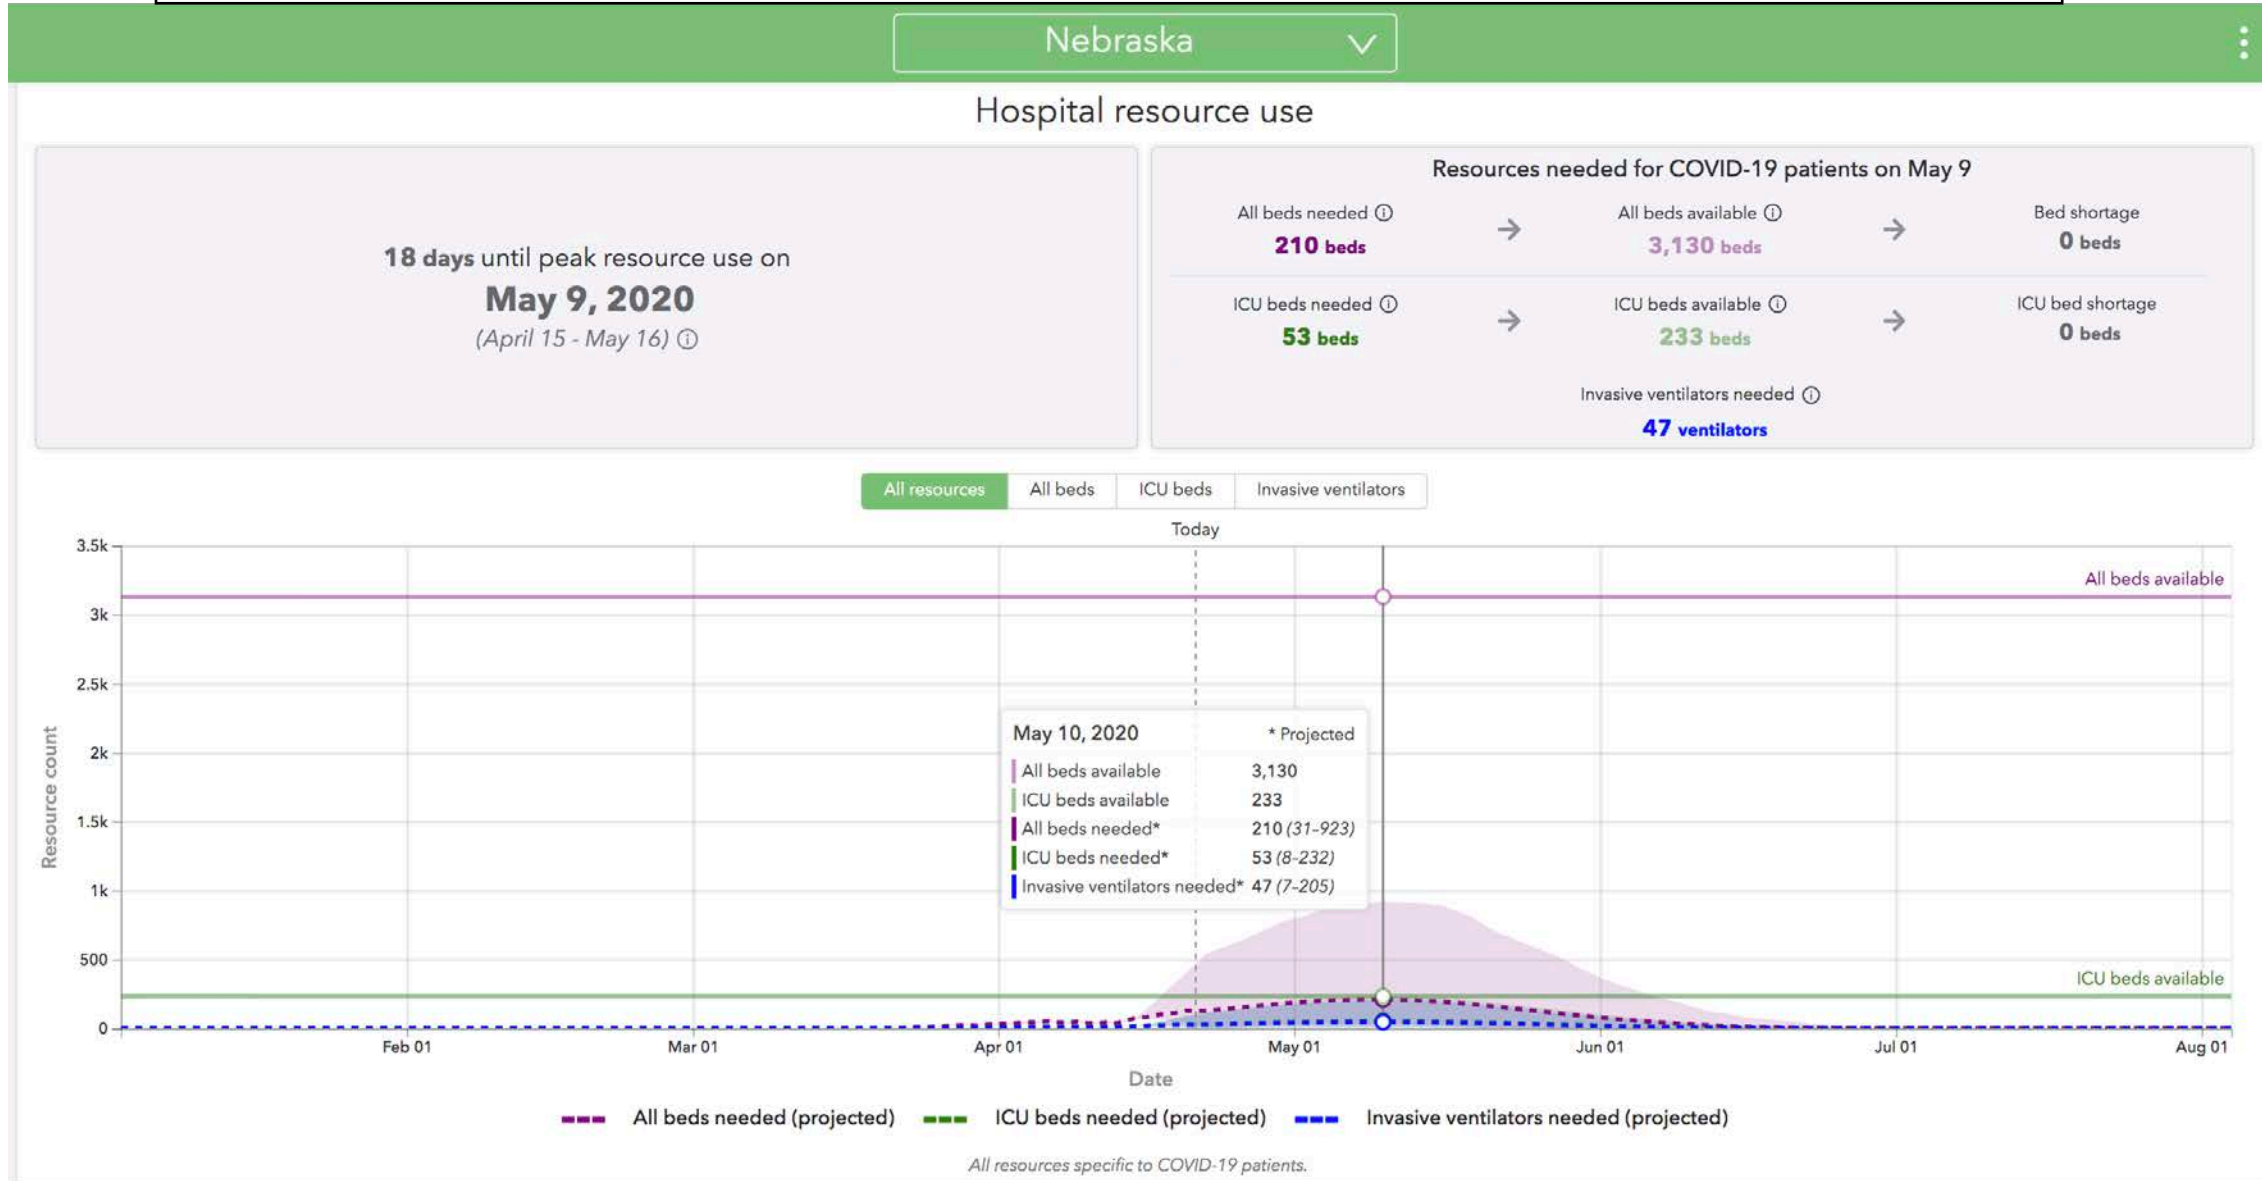 Nebraska
Hospital resource use
18 days until peak resource use on
May 9, 2020
(April 15 - May 16)
Resources needed for COVID-19 patients on May 9
All beds needed
210 beds
All beds available
3,130 beds
Bed shortage
0 beds
ICU beds needed
53 beds
ICU beds available
233 beds
ICU bed shortage
0 beds
Invasive ventilators needed
47 ventilators
All resources All beds ICU beds Invasive ventilators
Today
3.5k
3k
2.5k
2k
1.5k
1k
500
0
Resource count
All beds available
May 10, 2020 * Projected
All beds available 3,130
ICU beds available 233
All beds needed* 210 (31–923)
ICU beds needed* 53 (8–232)
Invasive ventilators needed* 47 (7–205)
ICU beds available
Feb 01 Mar 01 Apr 01 May 01 Jun 01 Jul 01 Aug 01
Date
All beds needed (projected) ICU beds needed (projected) Invasive ventilators needed (projected)
All resources specific to COVID-19 patients.